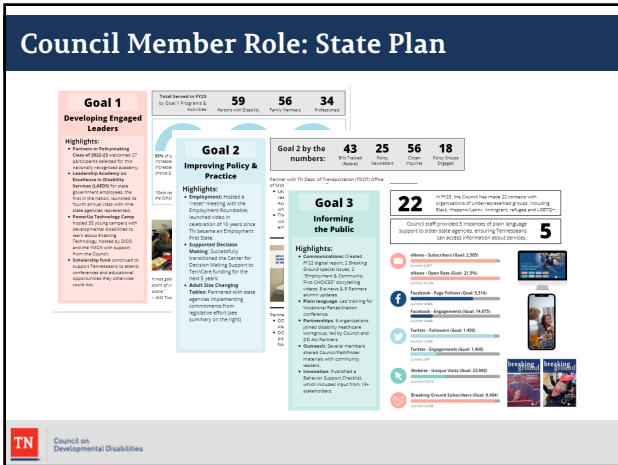 Council Member Role: State Plan
Goal 1
Developing Engaged
Leaders
Highlights:
• Partners in Policymaking
Class of 2022-23 welcomed 27
participants selected for this
nationally recognized academy.
• Leadership Academy on
Excellence in Disability
Services (LAEDS) for state
government employees, the
first in the nation, launched its
fourth annual class with nine
state agencies represented.
• PowerUp Technology Camp
hosted 35 young campers with
developmental disabilities to
learn about Enabling
Technology, hosted by DIDD
and the YMCA with support
from the Council.
• Scholarship fund continued to
support Tennesseans to attend
conferences and educational
opportunities they otherwise
could not.
Total Served in FY23
by Goal 1 Programs &
Activities
59
Persons with Disability
56
Family Members
34
Professionals
Goal 2
Improving Policy &
Practice
Highlights:
• Employment: Hosted a
"reset" meeting with the
Employment Roundtable;
launched video in
celebration of 10 years since
TN became an Employment
First State.
• Supported Decision
Making: Successfully
transitioned the Center for
Decision Making Support to
TennCare funding for the
next 5 years.
• Adult Size Changing
Tables: Partnered with state
agencies implementing
commitments from
legislative effort (see
summary on the right)
Goal 2 by the
numbers:
43
Bills Tracked
25
Policy
Newsletters
56
Citizen
Inquiries
18
Policy Groups
Engaged
Partner with TN Dept. of Transportation (TDOT) Office
of Mob
Goal 3
Informing
the Public
Highlights:
• Communications: Created
FY22 digital report, 2 Breaking
Ground special issues, 2
"Employment & Community
First CHOICES" storytelling
videos, 6 e-news & 3 Partners
alumni updates.
• Plain language: Led training for
Vocational Rehabilitation
conference.
• Partnerships: 6 organizations
joined disability healthcare
workgroup, led by Council and
DD Act Partners.
• Outreach: Several members
shared Council/Pathfinder
materials with community
leaders.
• Innovation: Published a
Behavior Support Checklist,
which included input from 13+
stakeholders.
22
In FY23, the Council has made 22 contacts with
organizations of underrepresented groups, including
Black, Hispanic/Latinx, immigrant, refugee and LGBTQ+.
Council staff provided 5 instances of plain language
support to sister state agencies, ensuring Tennesseans
can access information about services.
5
eNews - Subscribers (Goal: 2,585)
eNews - Open Rate (Goal: 21.5%)
Facebook - Page Follows (Goal: 5,514)
Facebook - Engagements (Goal: 14,875)
Twitter - Followers (Goal: 1,450)
Twitter - Engagements (Goal: 1,400)
Website - Unique Visits (Goal: 23,692)
Breaking Ground Subscribers (Goal: 6,484)
breaking
ground
breaking
ground
TN
Council on
Developmental Disabilities